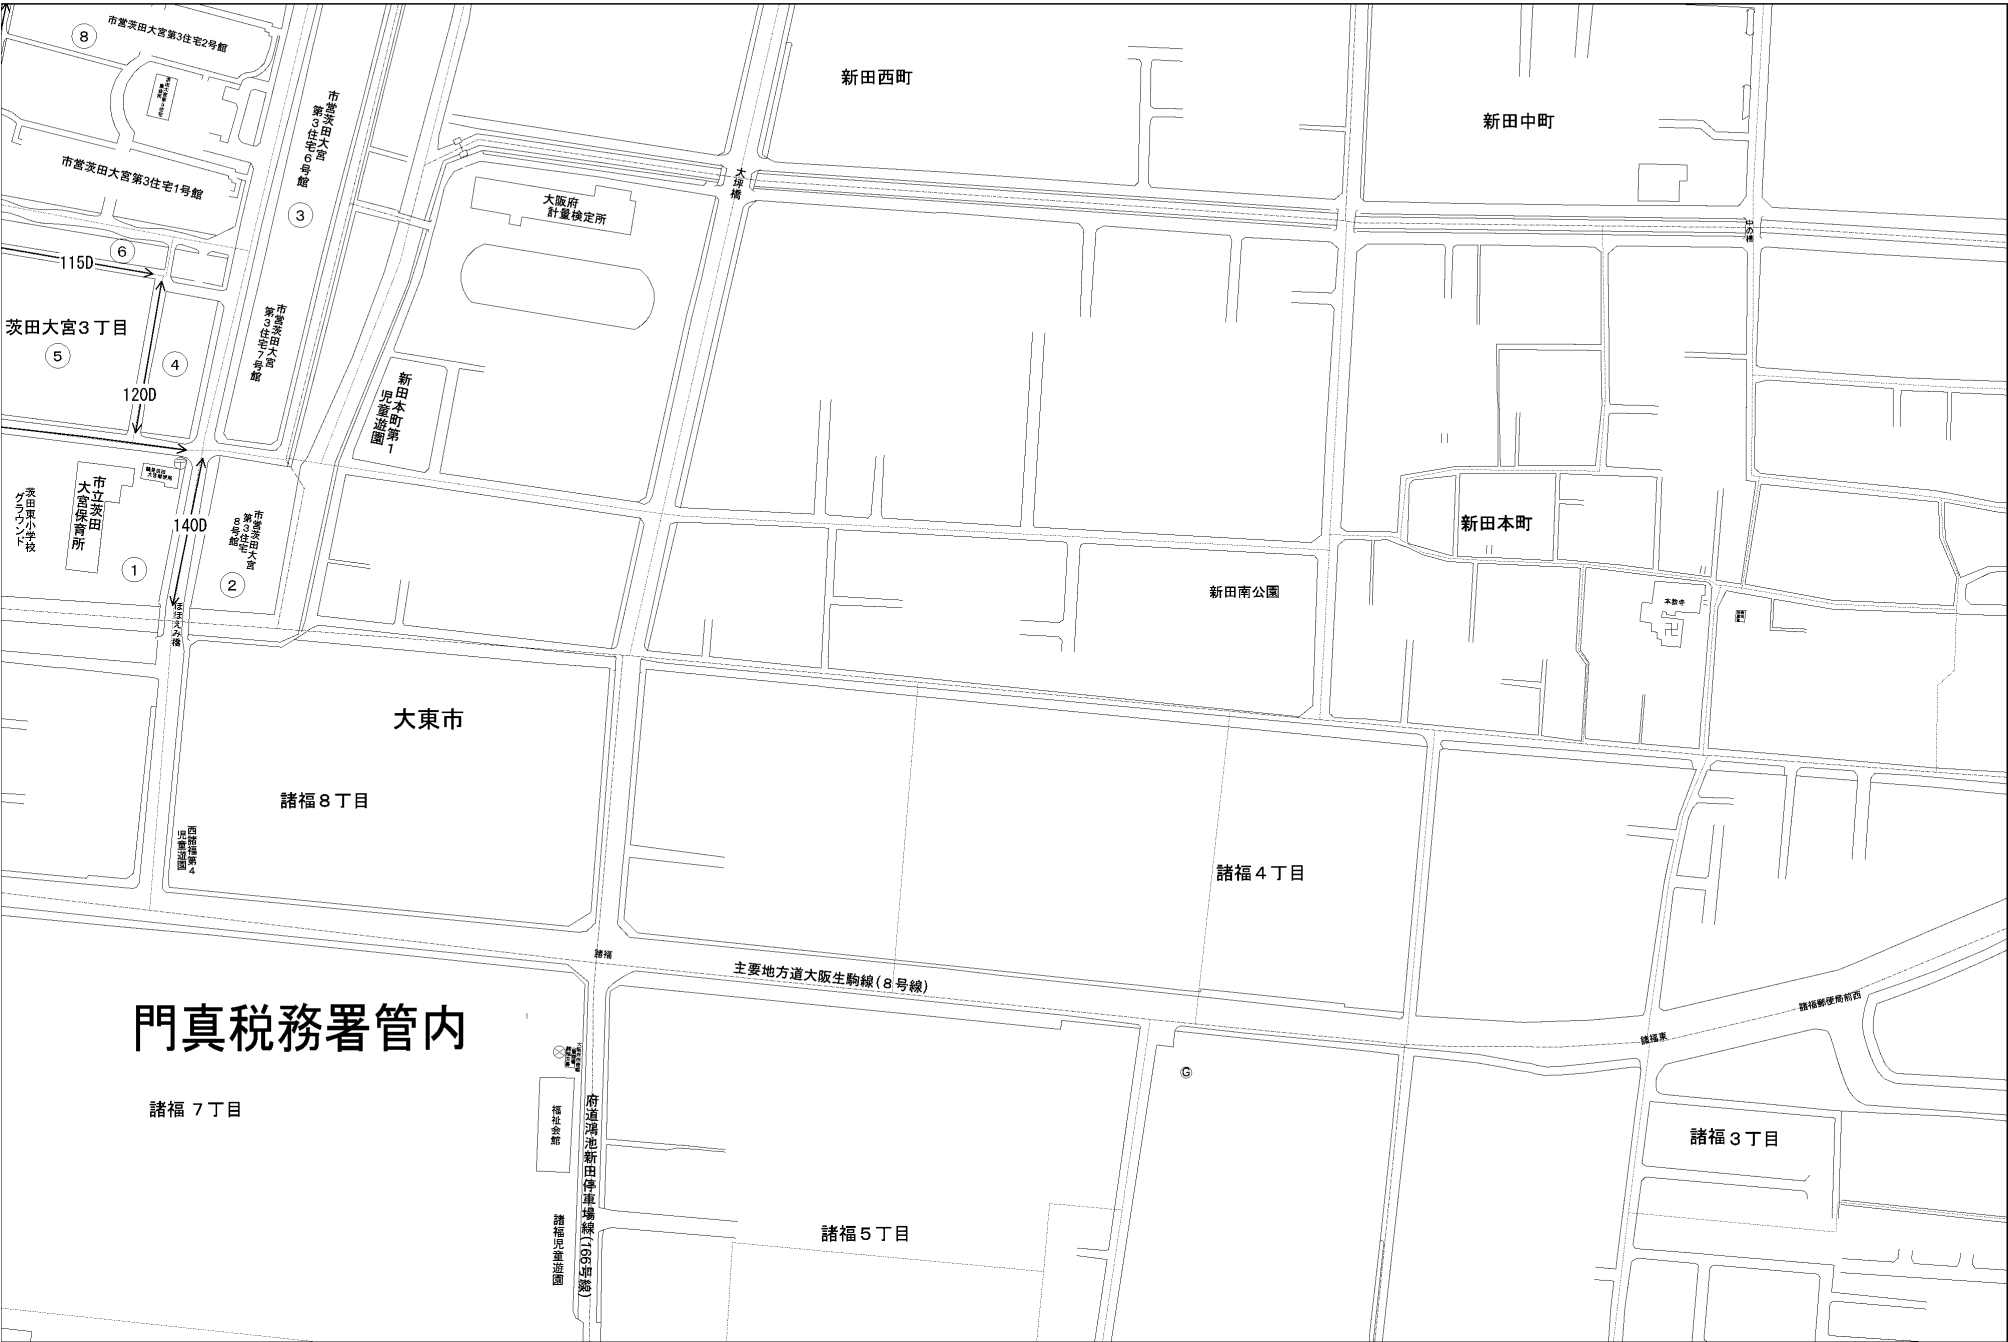 8
市営茨田大宮第3住宅2号館
市営茨田大宮
第3住宅6号館
3
市営茨田大宮第3住宅1号館
6
115D
茨田大宮3丁目
5
4
120D
市営茨田大宮
第3住宅7号館
新田西町
新田中町
大坪橋
中の橋
大阪府
計量検定所
新田本町第1
児童遊園
茨田東小学校
グラウンド
市立茨田
大宮保育所
140D
1
市営茨田大宮
第3住宅
8号館
2
ほほえみ橋
新田本町
新田南公園
本教寺
大東市
諸福8丁目
西諸福第4
児童遊園
諸福4丁目
諸福
主要地方道大阪生駒線(8号線)
諸福郵便局前西
諸福東
門真税務署管内
諸福7丁目
福祉会館
府道鴻池新田停車場線(166号線)
諸福児童遊園
G
諸福5丁目
諸福3丁目